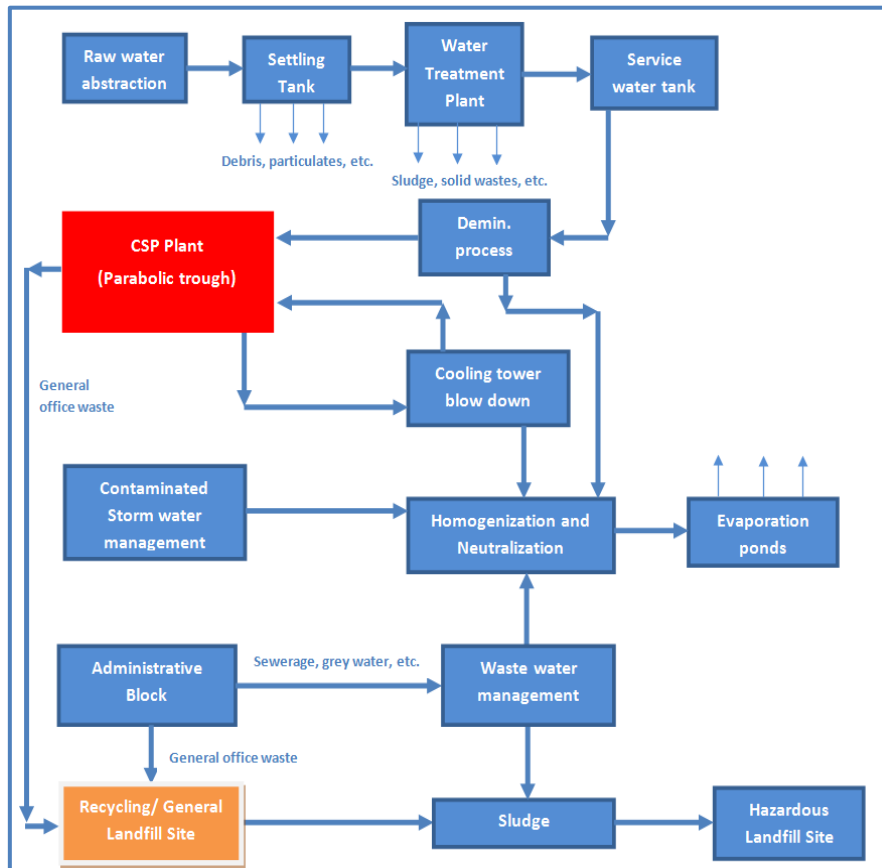 Raw water
abstraction
Settling
Tank
Water
Treatment
Plant
Service
water tank
Debris, particulates, etc.
Sludge, solid wastes, etc.
CSP Plant
(Parabolic trough)
Demin.
process
General
office waste
Cooling tower
blow down
Contaminated
Storm water
management
Homogenization and
Neutralization
Evaporation
ponds
Administrative
Block
Sewerage, grey water, etc.
Waste water
management
General office waste
Recycling/ General
Landfill Site
Sludge
Hazardous
Landfill Site